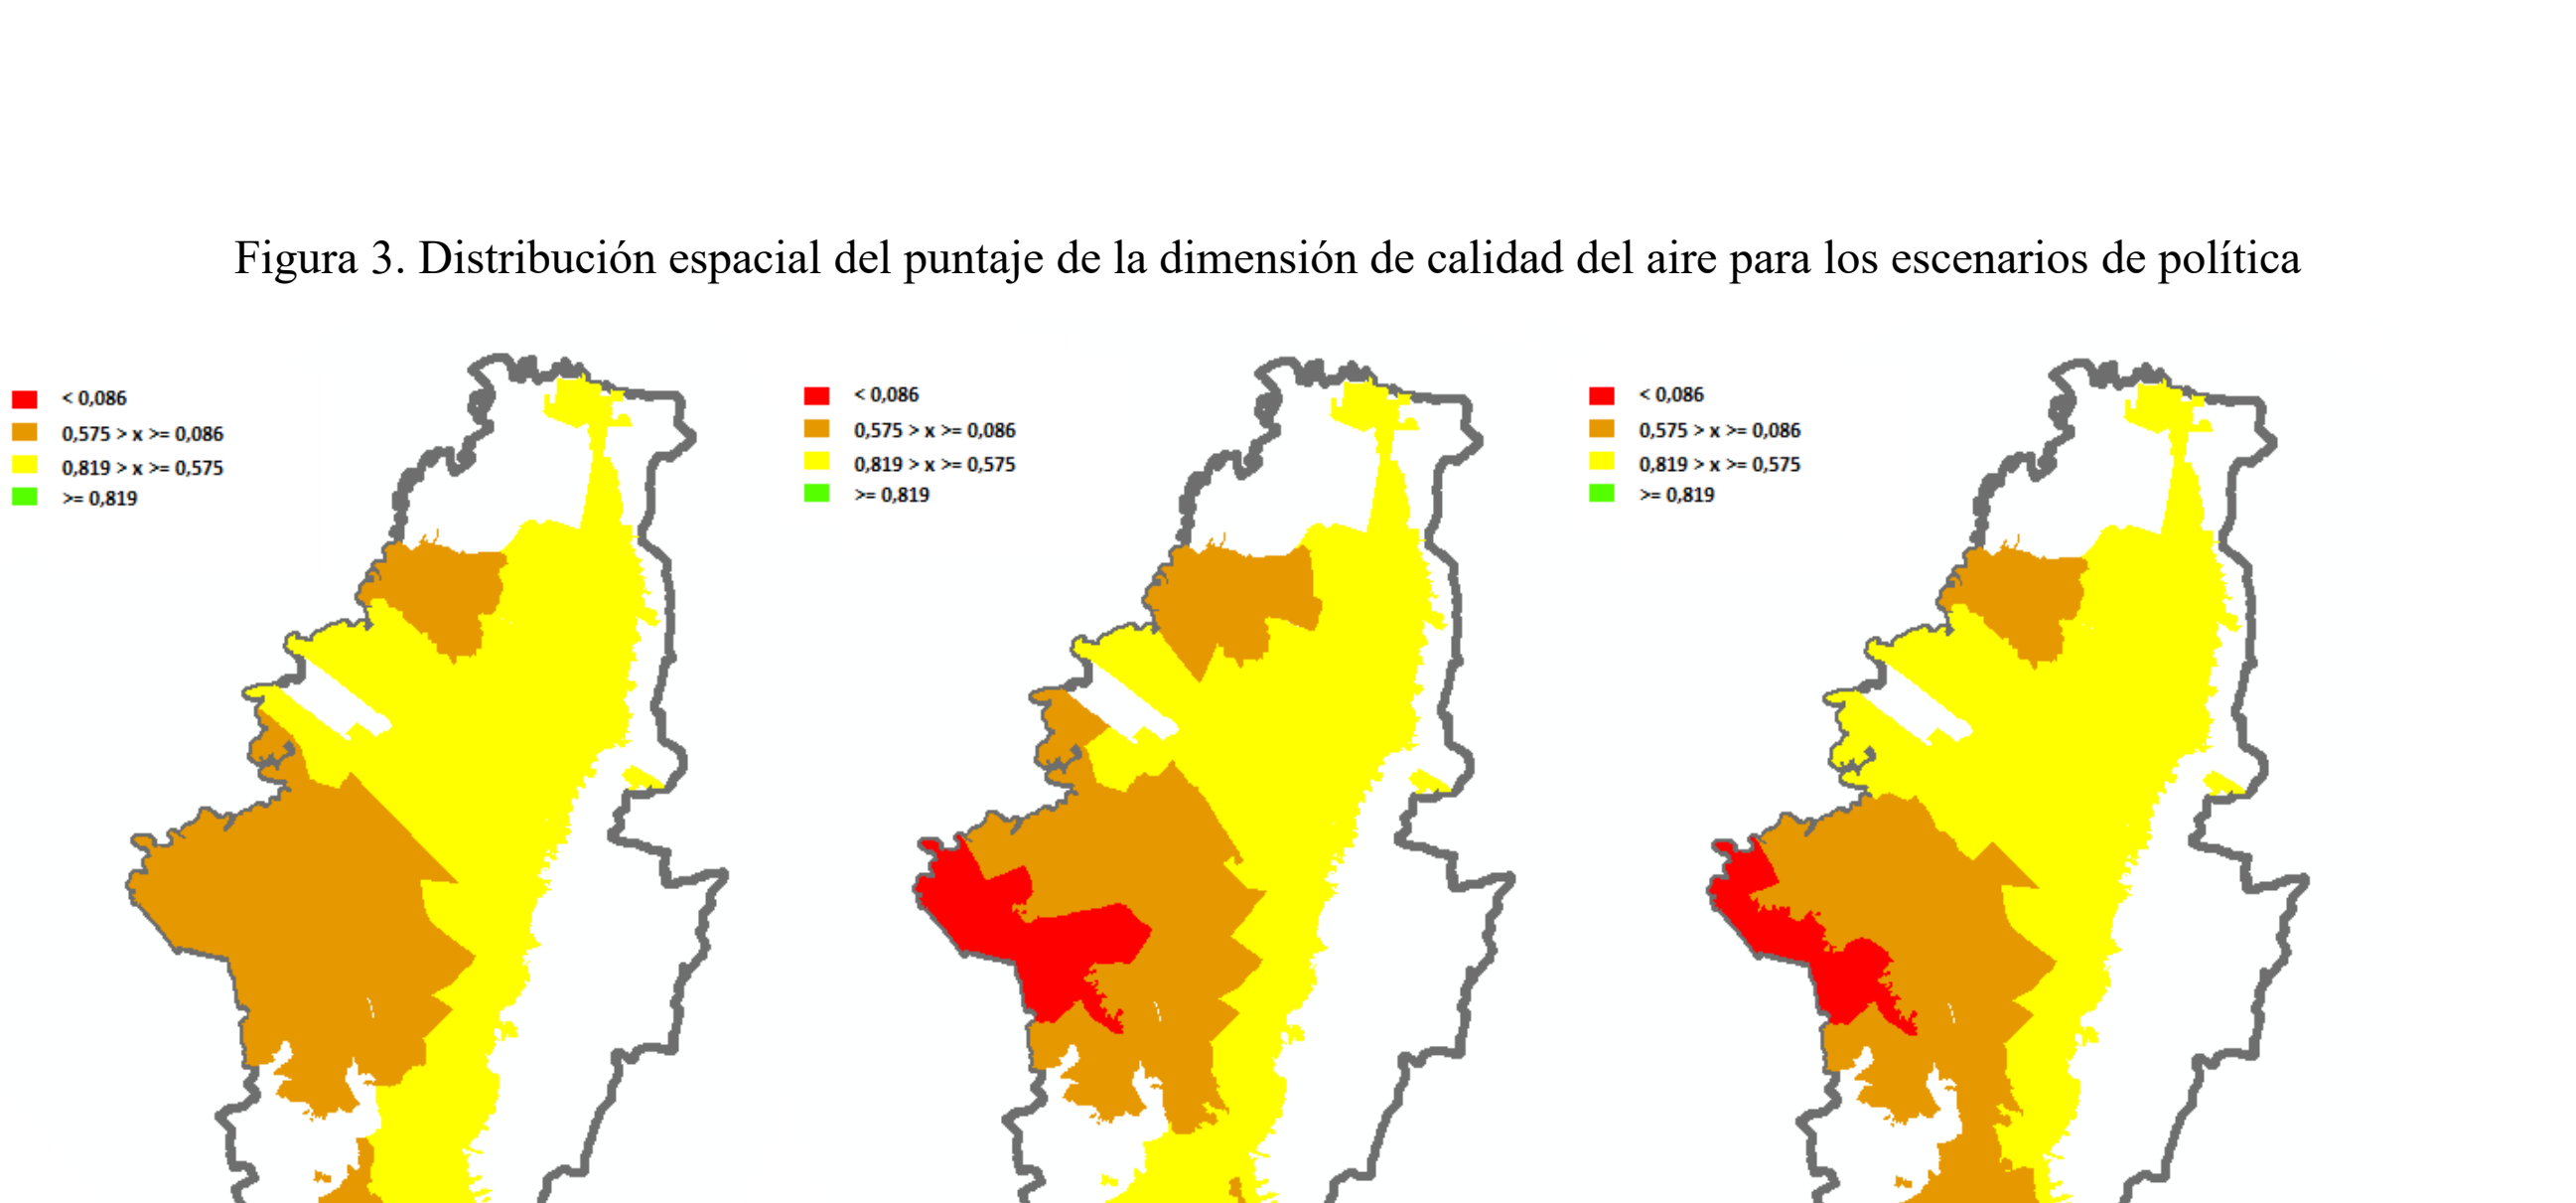 Figura 3. Distribución espacial del puntaje de la dimensión de calidad del aire para los escenarios de política
< 0,086
0,575 > x >= 0,086
0,819 > x >= 0,575
>= 0,819
< 0,086
0,575 > x >= 0,086
0,819 > x >= 0,575
>= 0,819
< 0,086
0,575 > x >= 0,086
0,819 > x >= 0,575
>= 0,819